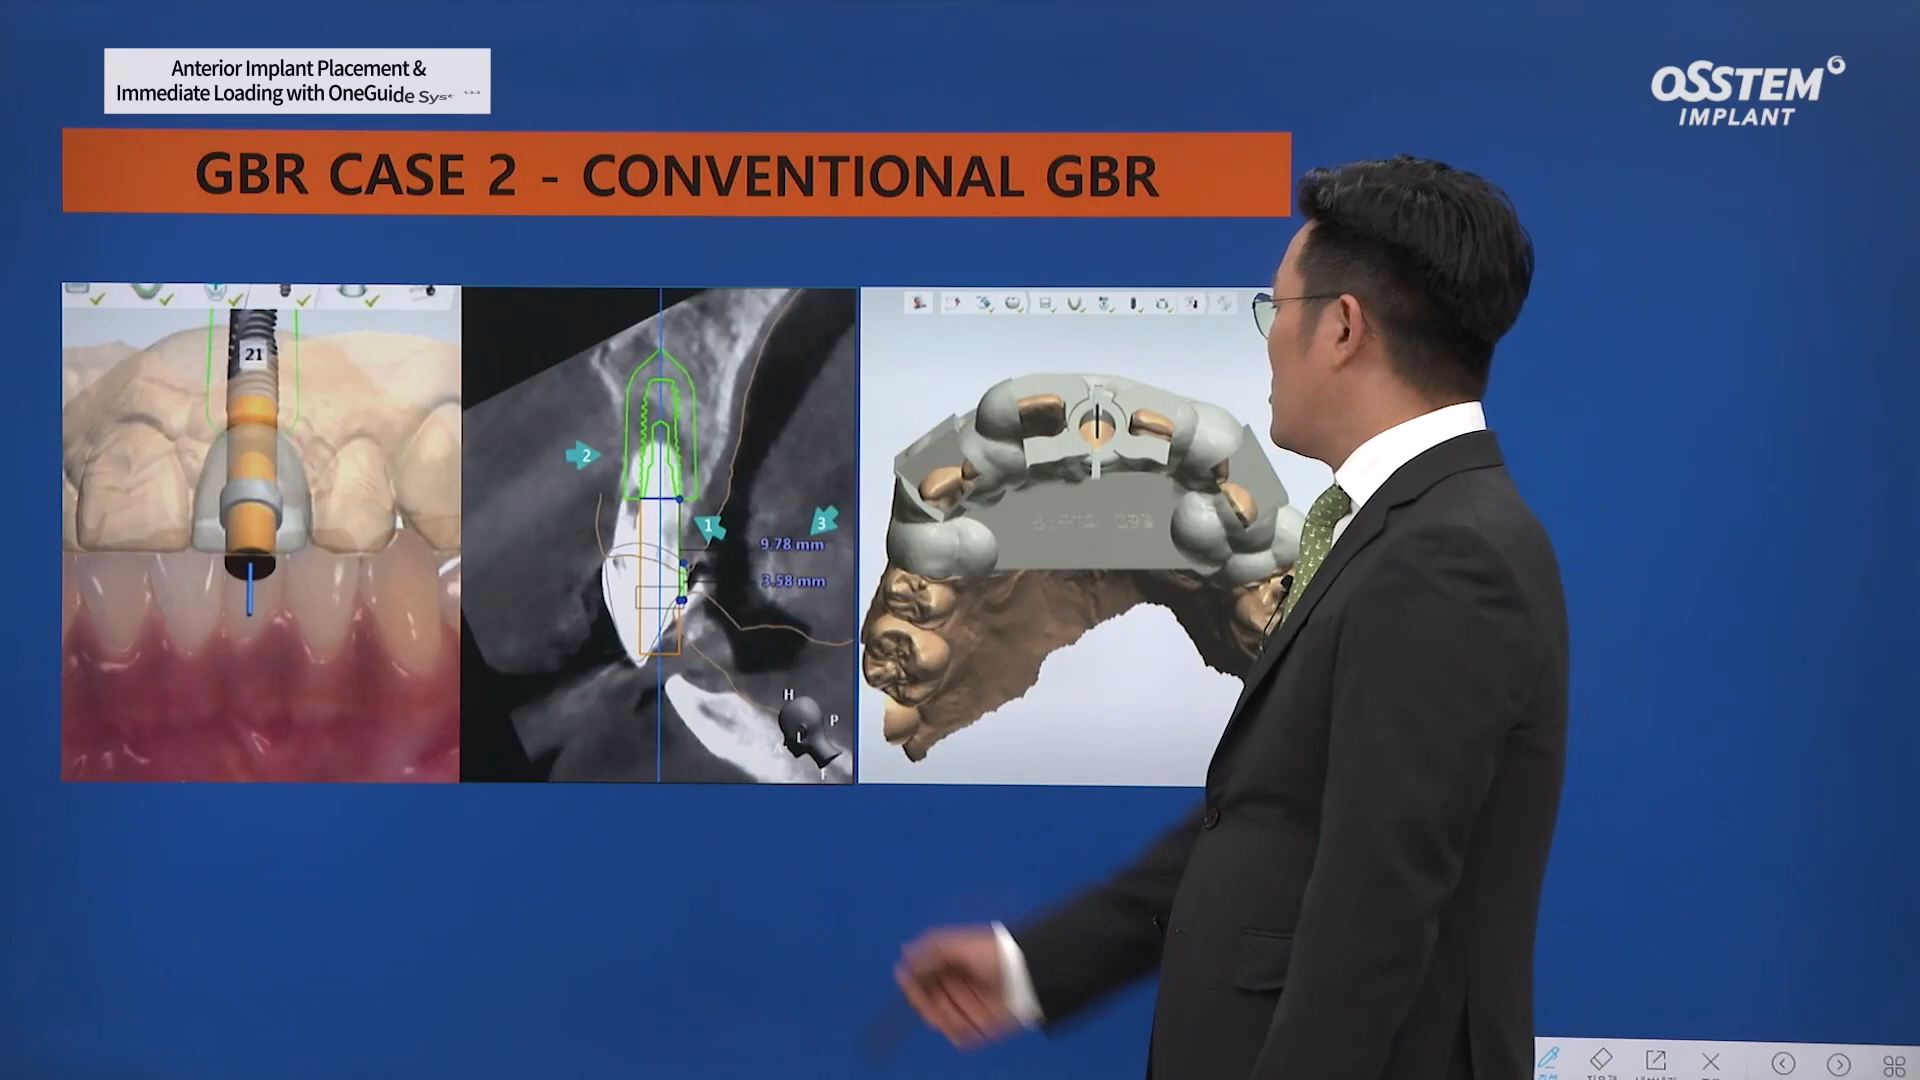 Anterior Implant Placement &
Immediate Loading with OneGuide Syst
OSSTEM
IMPLANT
GBR CASE 2 - CONVENTIONAL GBR
21
2
1
3
9.78 mm
3.58 mm
H
P
L
A
F